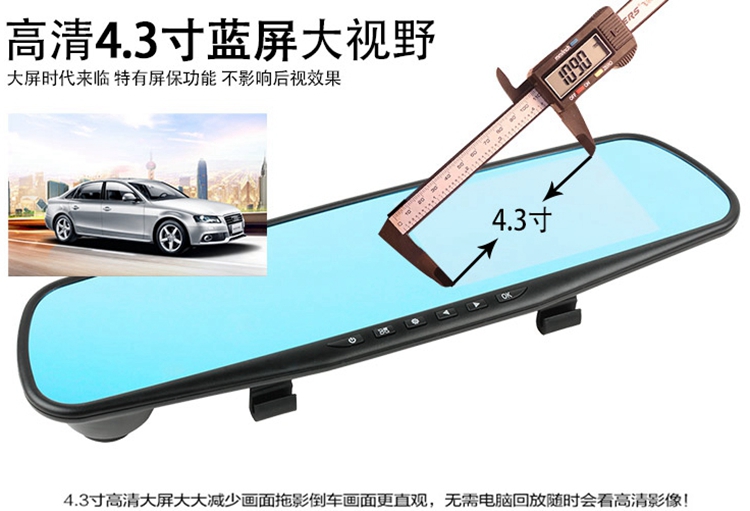 高清4.3寸蓝屏大视野
大屏时代来临 特有屏保功能 不影响后视效果
109.0
4.3寸
OK
4.3寸高清大屏大大减少画面拖影倒车画面更直观，无需电脑回放随时会看高清影像！